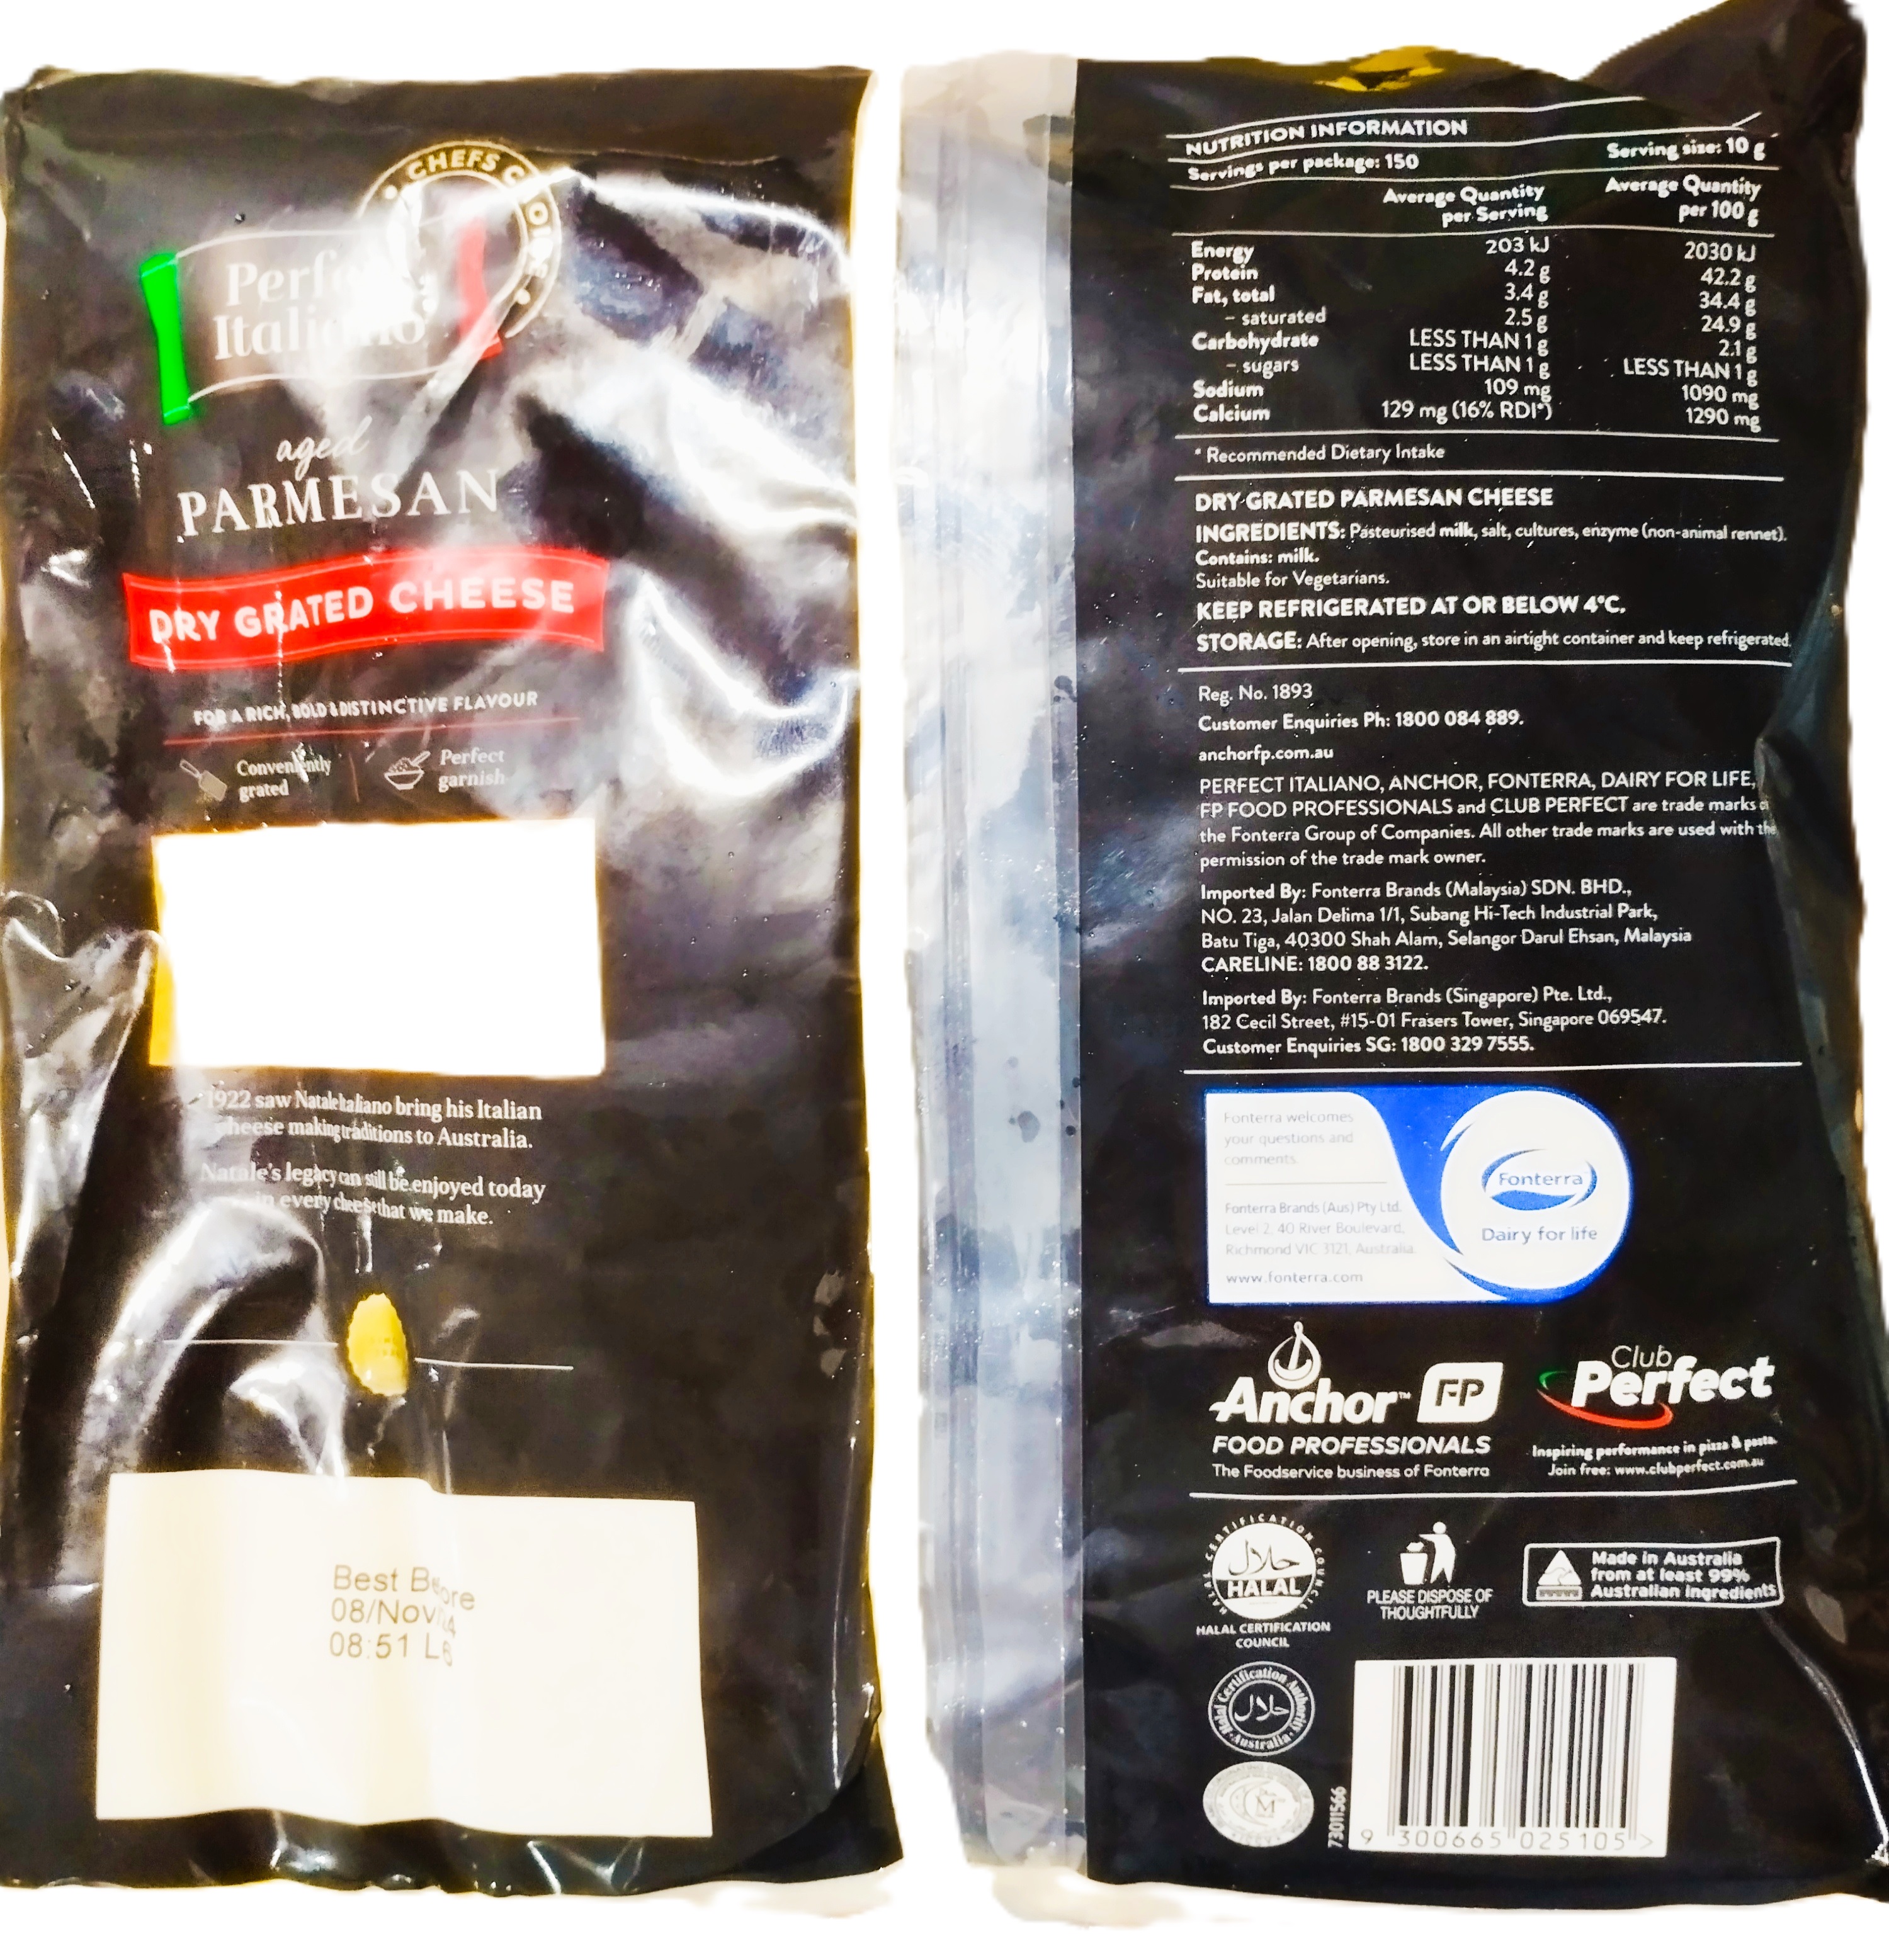 CHEFS CHOICE
Perfect
Italiano
aged
PARMESAN
DRY GRATED CHEESE
FOR A RICH, BOLD & DISTINCTIVE FLAVOUR
Conveniently
grated
Perfect
garnish
1922 saw Natale Italiano bring his Italian
cheese making traditions to Australia.
Natale's legacy can still be enjoyed today
in every cheese that we make.
Best Before
08/Nov
08:51 L6
NUTRITION INFORMATION
Servings per package: 150 Serving size: 10 g
Average Quantity Average Quantity
per Serving per 100 g
Energy 203 kJ 2030 kJ
Protein 4.2 g 42.2 g
Fat, total 3.4 g 34.4 g
– saturated 2.5 g 24.9 g
Carbohydrate LESS THAN 1 g 2.1 g
– sugars LESS THAN 1 g LESS THAN 1 g
Sodium 109 mg 1090 mg
Calcium 129 mg (16% RDI*) 1290 mg
* Recommended Dietary Intake
DRY GRATED PARMESAN CHEESE
INGREDIENTS: Pasteurised milk, salt, cultures, enzyme (non-animal rennet).
Contains: milk.
Suitable for Vegetarians.
KEEP REFRIGERATED AT OR BELOW 4°C.
STORAGE: After opening, store in an airtight container and keep refrigerated.
Reg. No. 1893
Customer Enquiries Ph: 1800 084 889.
anchorfp.com.au
PERFECT ITALIANO, ANCHOR, FONTERRA, DAIRY FOR LIFE,
FP FOOD PROFESSIONALS and CLUB PERFECT are trade marks of
the Fonterra Group of Companies. All other trade marks are used with the
permission of the trade mark owner.
Imported By: Fonterra Brands (Malaysia) SDN. BHD.,
NO. 23, Jalan Delima 1/1, Subang Hi-Tech Industrial Park,
Batu Tiga, 40300 Shah Alam, Selangor Darul Ehsan, Malaysia
CARELINE: 1800 88 3122.
Imported By: Fonterra Brands (Singapore) Pte. Ltd.,
182 Cecil Street, #15-01 Frasers Tower, Singapore 069547.
Customer Enquiries SG: 1800 329 7555.
Fonterra welcomes
your questions and
comments.
Fonterra Brands (Aus) Pty Ltd.
Level 2, 40 River Boulevard,
Richmond VIC 3121, Australia.
www.fonterra.com
Fonterra
Dairy for life
Anchor™ FP
FOOD PROFESSIONALS
The Foodservice business of Fonterra
Club
Perfect
Inspiring performance in pizza & pasta.
Join free: www.clubperfect.com.au
HALAL CERTIFICATION COUNCIL
حلال
HALAL
HALAL CERTIFICATION
COUNCIL
PLEASE DISPOSE OF
THOUGHTFULLY
Made in Australia
from at least 99%
Australian ingredients
Halal Certification Authority
حلال
Australia
M
73011566
9 300665 025105 >